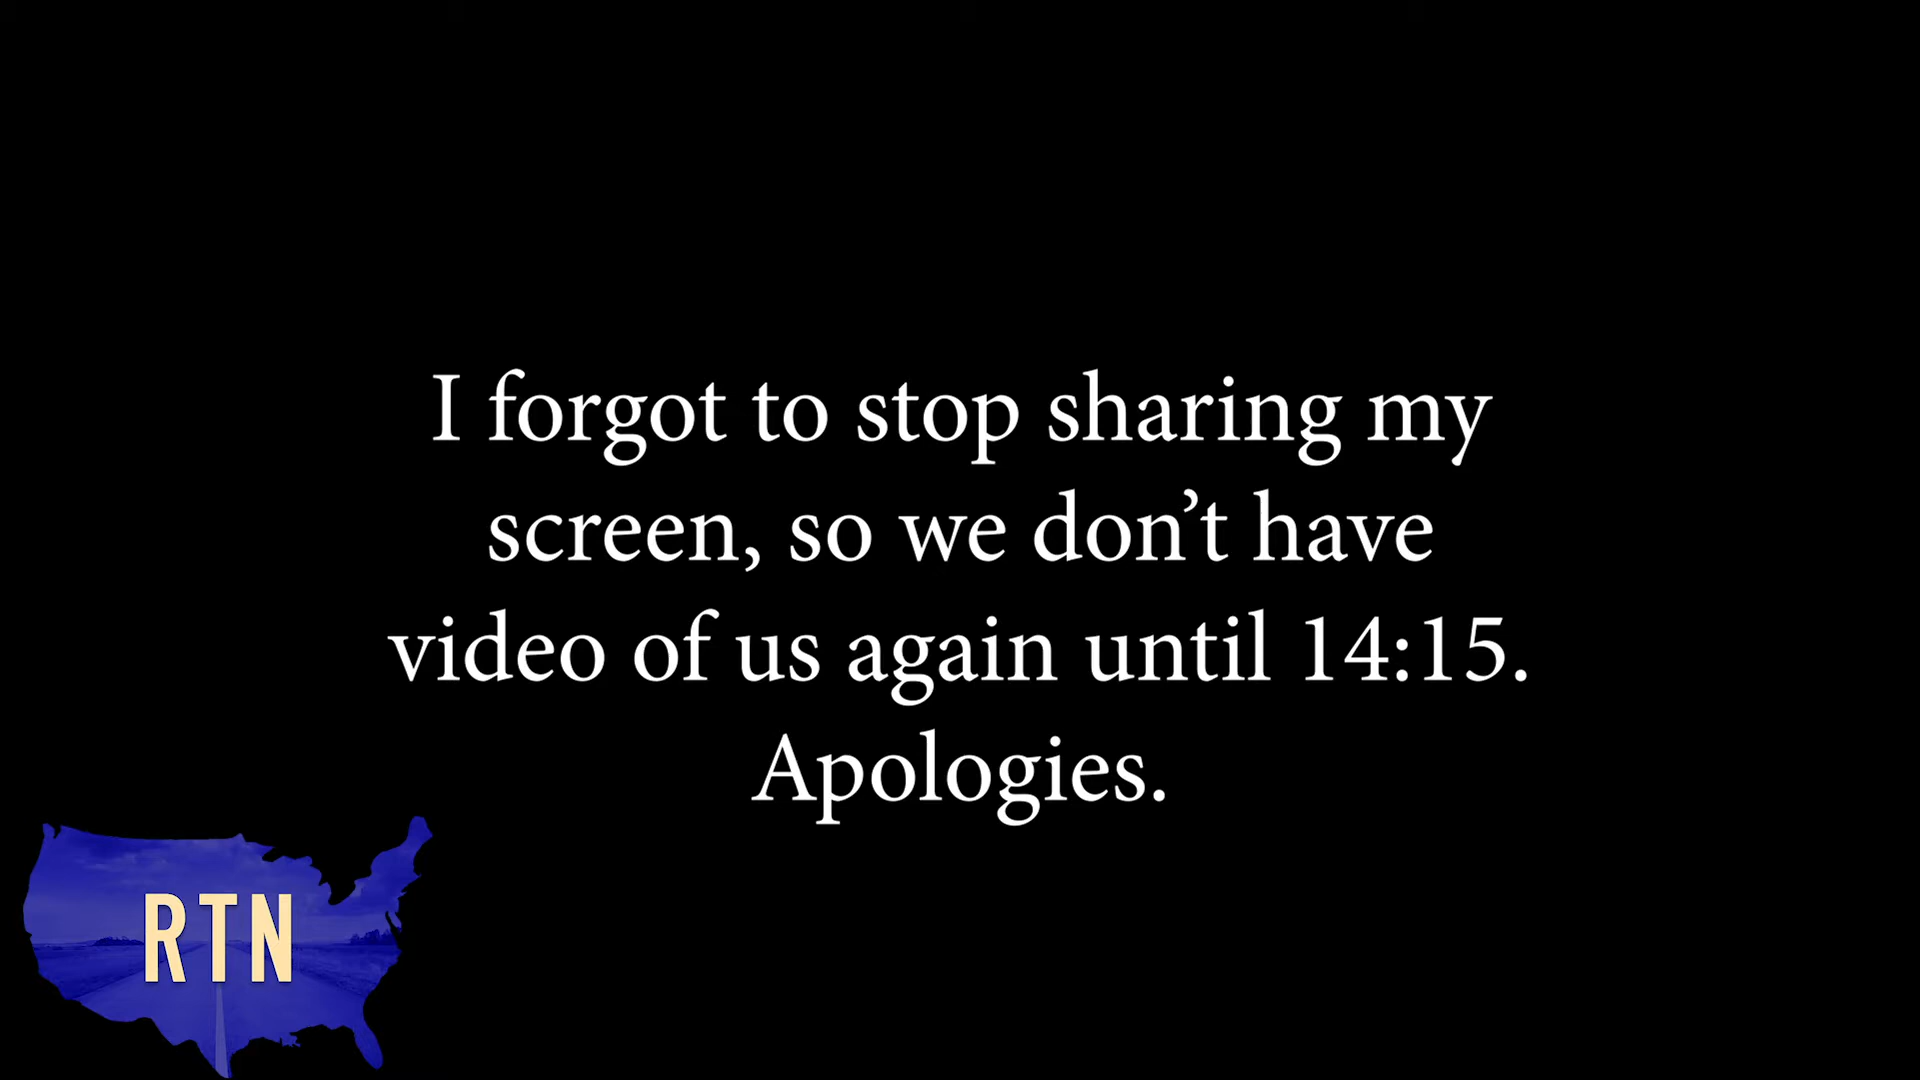 I forgot to stop sharing my
screen, so we don’t have
video of us again until 14:15.
Apologies.
RTN